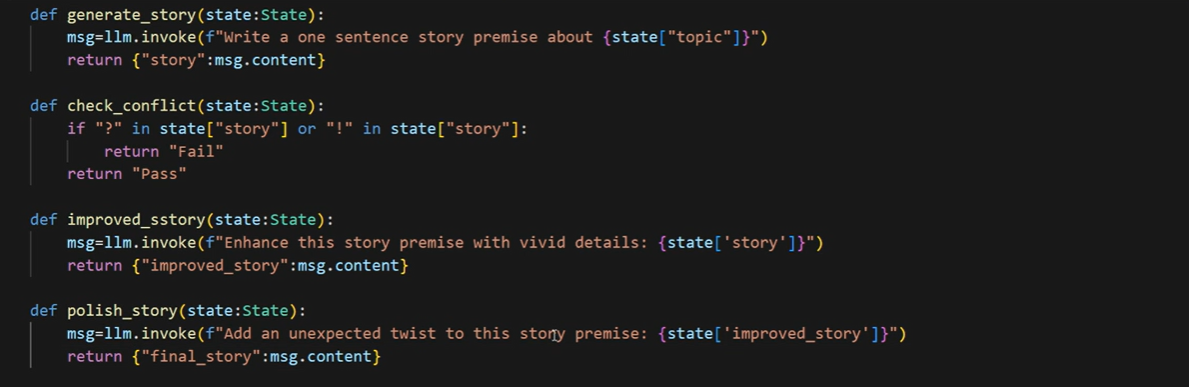 def generate_story(state:State):
    msg=llm.invoke(f"Write a one sentence story premise about {state["topic"]}")
    return {"story":msg.content}

def check_conflict(state:State):
    if "?" in state["story"] or "!" in state["story"]:
        return "Fail"
    return "Pass"

def improved_sstory(state:State):
    msg=llm.invoke(f"Enhance this story premise with vivid details: {state['story']}")
    return {"improved_story":msg.content}

def polish_story(state:State):
    msg=llm.invoke(f"Add an unexpected twist to this story premise: {state['improved_story']}")
    return {"final_story":msg.content}